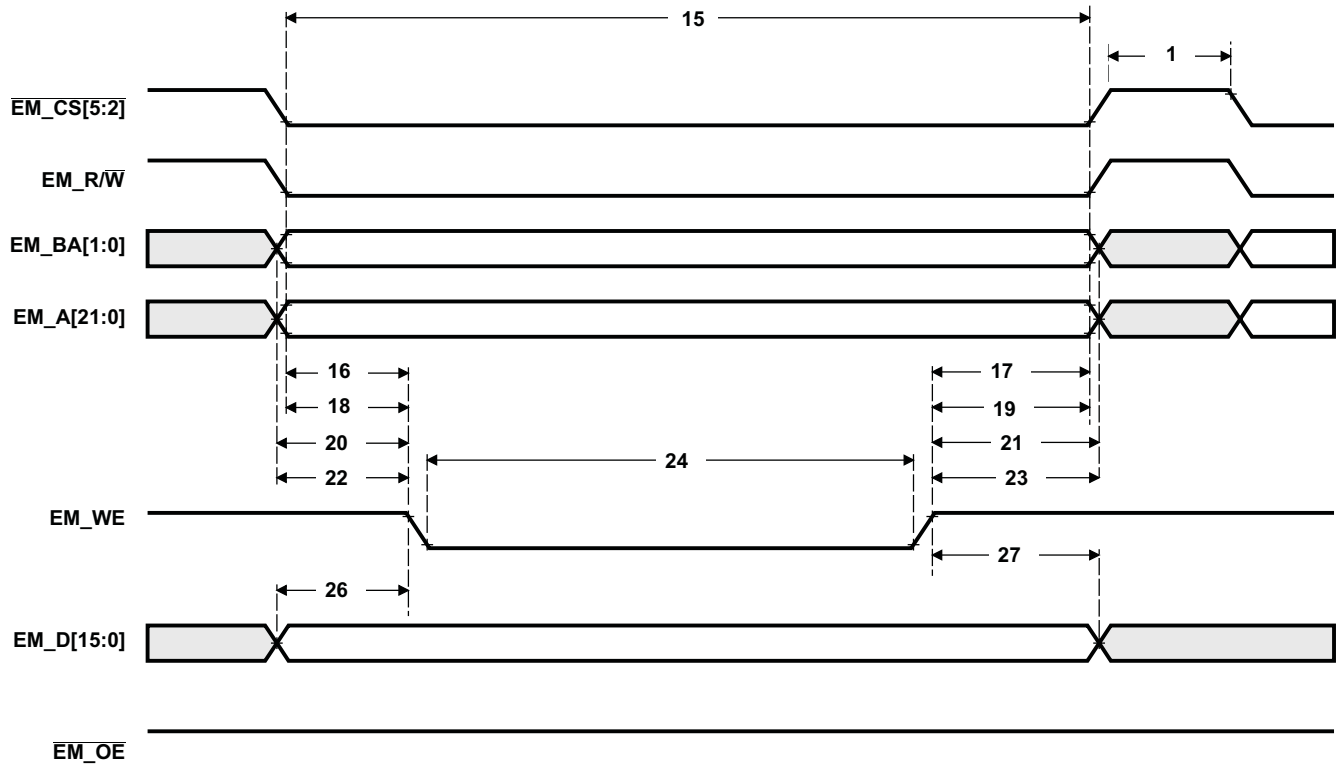 15
1
EM_CS[5:2]
EM_R/W
EM_BA[1:0]
EM_A[21:0]
16 17
18 19
20 21
22 24 23
EM_WE
27
26
EM_D[15:0]
EM_OE